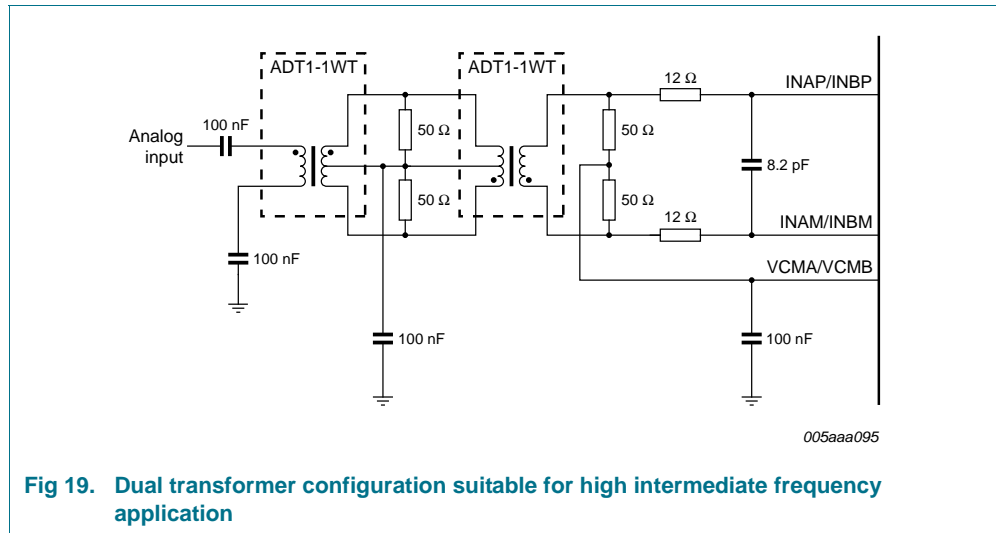 ADT1-1WT
ADT1-1WT
12 Ω
INAP/INBP
100 nF
Analog
input
50 Ω
50 Ω
8.2 pF
50 Ω
50 Ω
12 Ω
INAM/INBM
100 nF
VCMA/VCMB
100 nF
100 nF
005aaa095
Fig 19. Dual transformer configuration suitable for high intermediate frequency
application